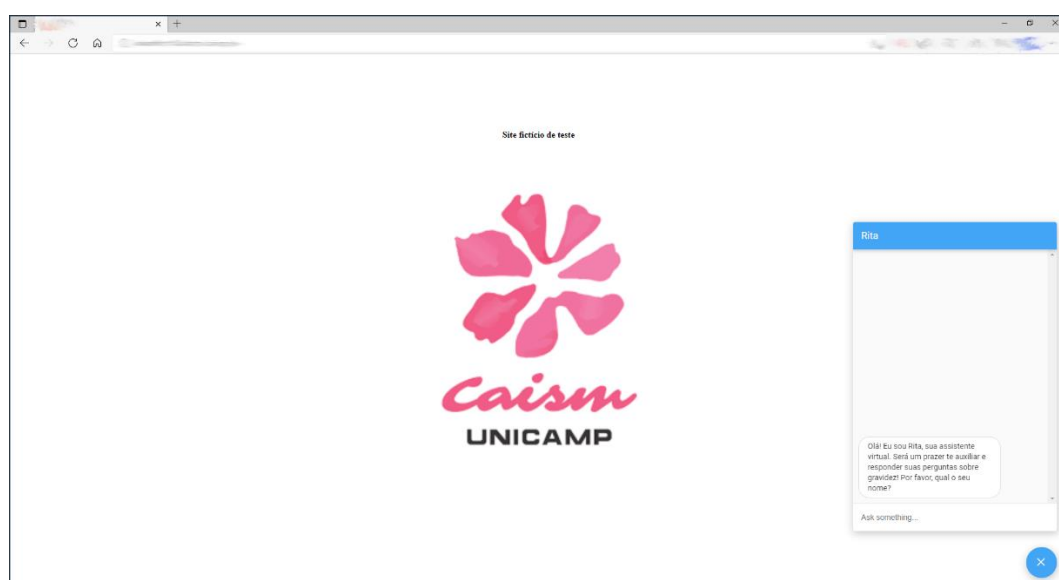 Site fictício de teste
Caism
UNICAMP
Rita
Olá! Eu sou Rita, sua assistente
virtual. Será um prazer te auxiliar e
responder suas perguntas sobre
gravidez! Por favor, qual o seu
nome?
Ask something...